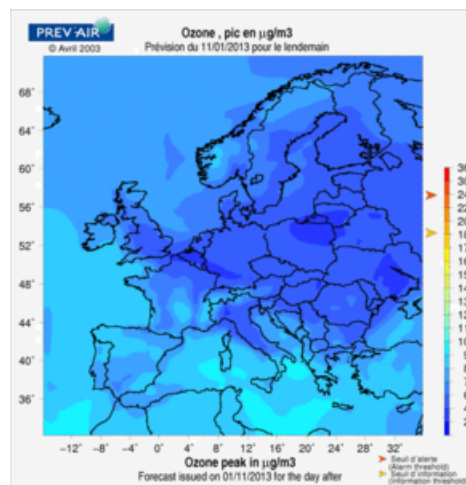 PREV'AIR
© Avril 2003
Ozone , pic en µg/m3
Prévision du 11/01/2013 pour le lendemain
68°
64°
60°
56°
52°
48°
44°
40°
36°
−12° −8° −4° 0° 4° 8° 12° 16° 20° 24° 28° 32°
Ozone peak in µg/m3
Forecast issued on 01/11/2013 for the day after
Seuil d'alerte
(Alarm threshold)
Seuil d'information
(Information threshold)